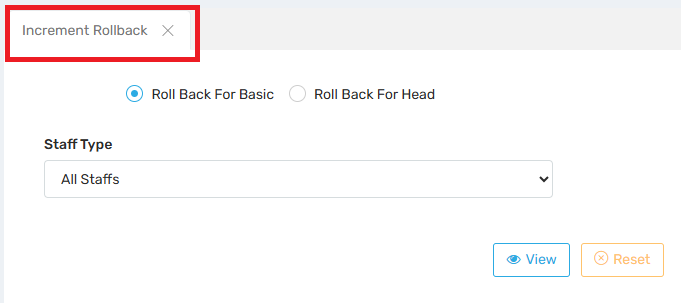 Increment Rollback
Roll Back For Basic Roll Back For Head
Staff Type
All Staffs
View Reset